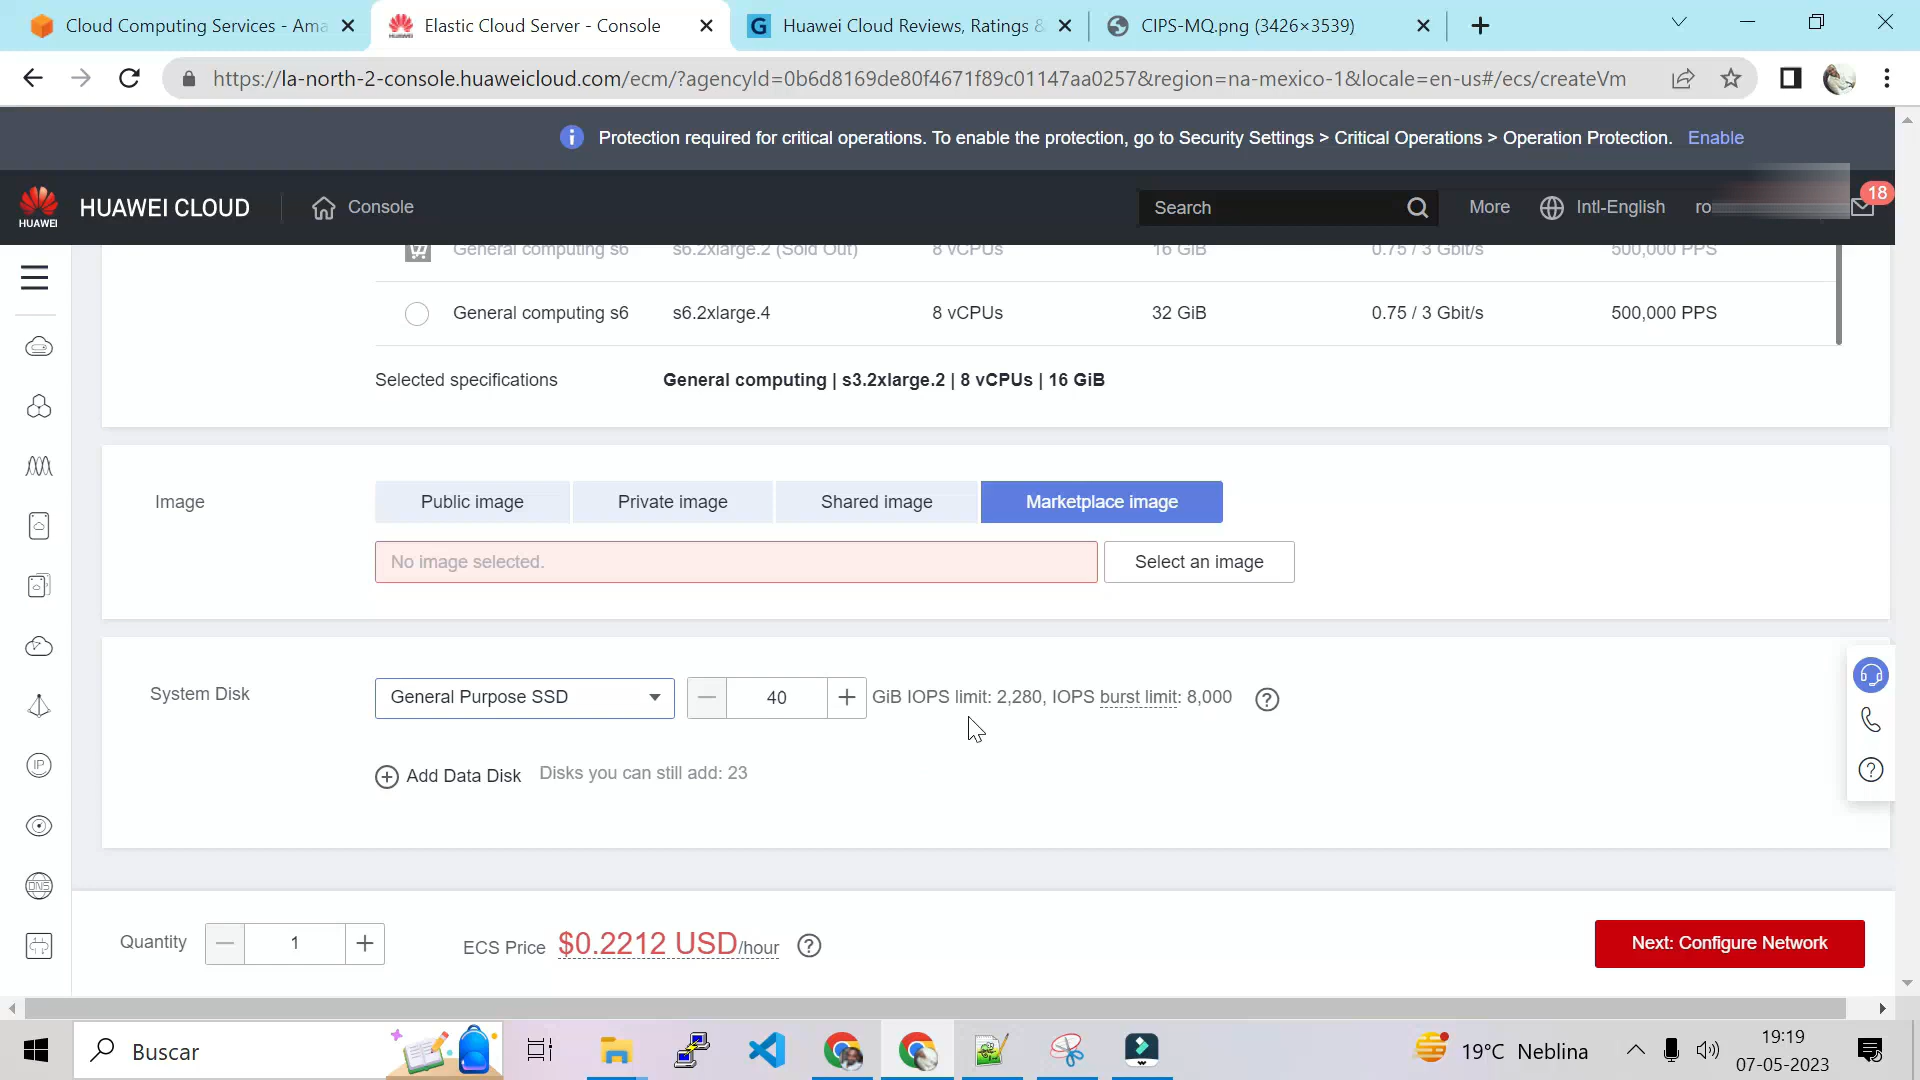 Cloud Computing Services - Ama
Elastic Cloud Server - Console
Huawei Cloud Reviews, Ratings &
CIPS-MQ.png (3426×3539)
https://la-north-2-console.huaweicloud.com/ecm/?agencyId=0b6d8169de80f4671f89c01147aa0257&region=na-mexico-1&locale=en-us#/ecs/createVm
Protection required for critical operations. To enable the protection, go to Security Settings > Critical Operations > Operation Protection. Enable
HUAWEI
HUAWEI CLOUD
Console
Search
More
Intl-English
ro
18
General computing s6 s6.2xlarge.2 (Sold Out) 8 vCPUs 16 GiB 0.75 / 3 Gbit/s 500,000 PPS
General computing s6 s6.2xlarge.4 8 vCPUs 32 GiB 0.75 / 3 Gbit/s 500,000 PPS
Selected specifications General computing | s3.2xlarge.2 | 8 vCPUs | 16 GiB
Image Public image Private image Shared image Marketplace image
No image selected. Select an image
System Disk General Purpose SSD 40 GiB IOPS limit: 2,280, IOPS burst limit: 8,000
Add Data Disk Disks you can still add: 23
IP
DNS
Quantity 1 ECS Price $0.2212 USD/hour Next: Configure Network
Buscar
19°C Neblina
19:19
07-05-2023